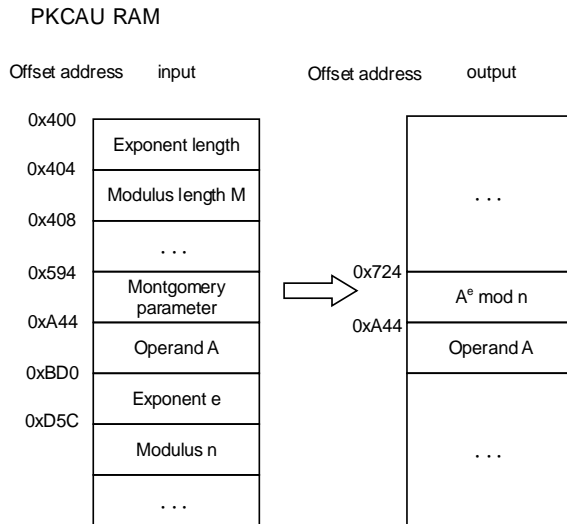 PKCAU RAM
Offset address input
0x400
Exponent length
0x404
Modulus length M
0x408
. . .
0x594
Montgomery
parameter
0xA44
Operand A
0xBD0
Exponent e
0xD5C
Modulus n
. . .
Offset address output
. . .
0x724
Aᵉ mod n
0xA44
Operand A
. . .